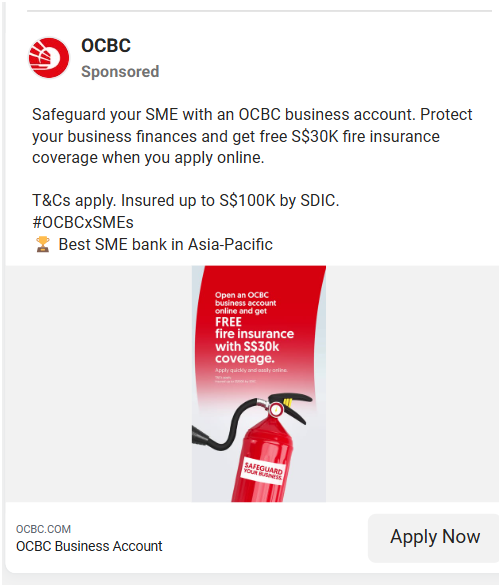 OCBC
Sponsored
Safeguard your SME with an OCBC business account. Protect
your business finances and get free S$30K fire insurance
coverage when you apply online.
T&Cs apply. Insured up to S$100K by SDIC.
#OCBCxSMEs
🏆 Best SME bank in Asia-Pacific
Open an OCBC
business account
online and get
FREE
fire insurance
with S$30k
coverage.
Apply quickly and easily online.
SAFEGUARD
YOUR BUSINESS
OCBC.COM
OCBC Business Account
Apply Now